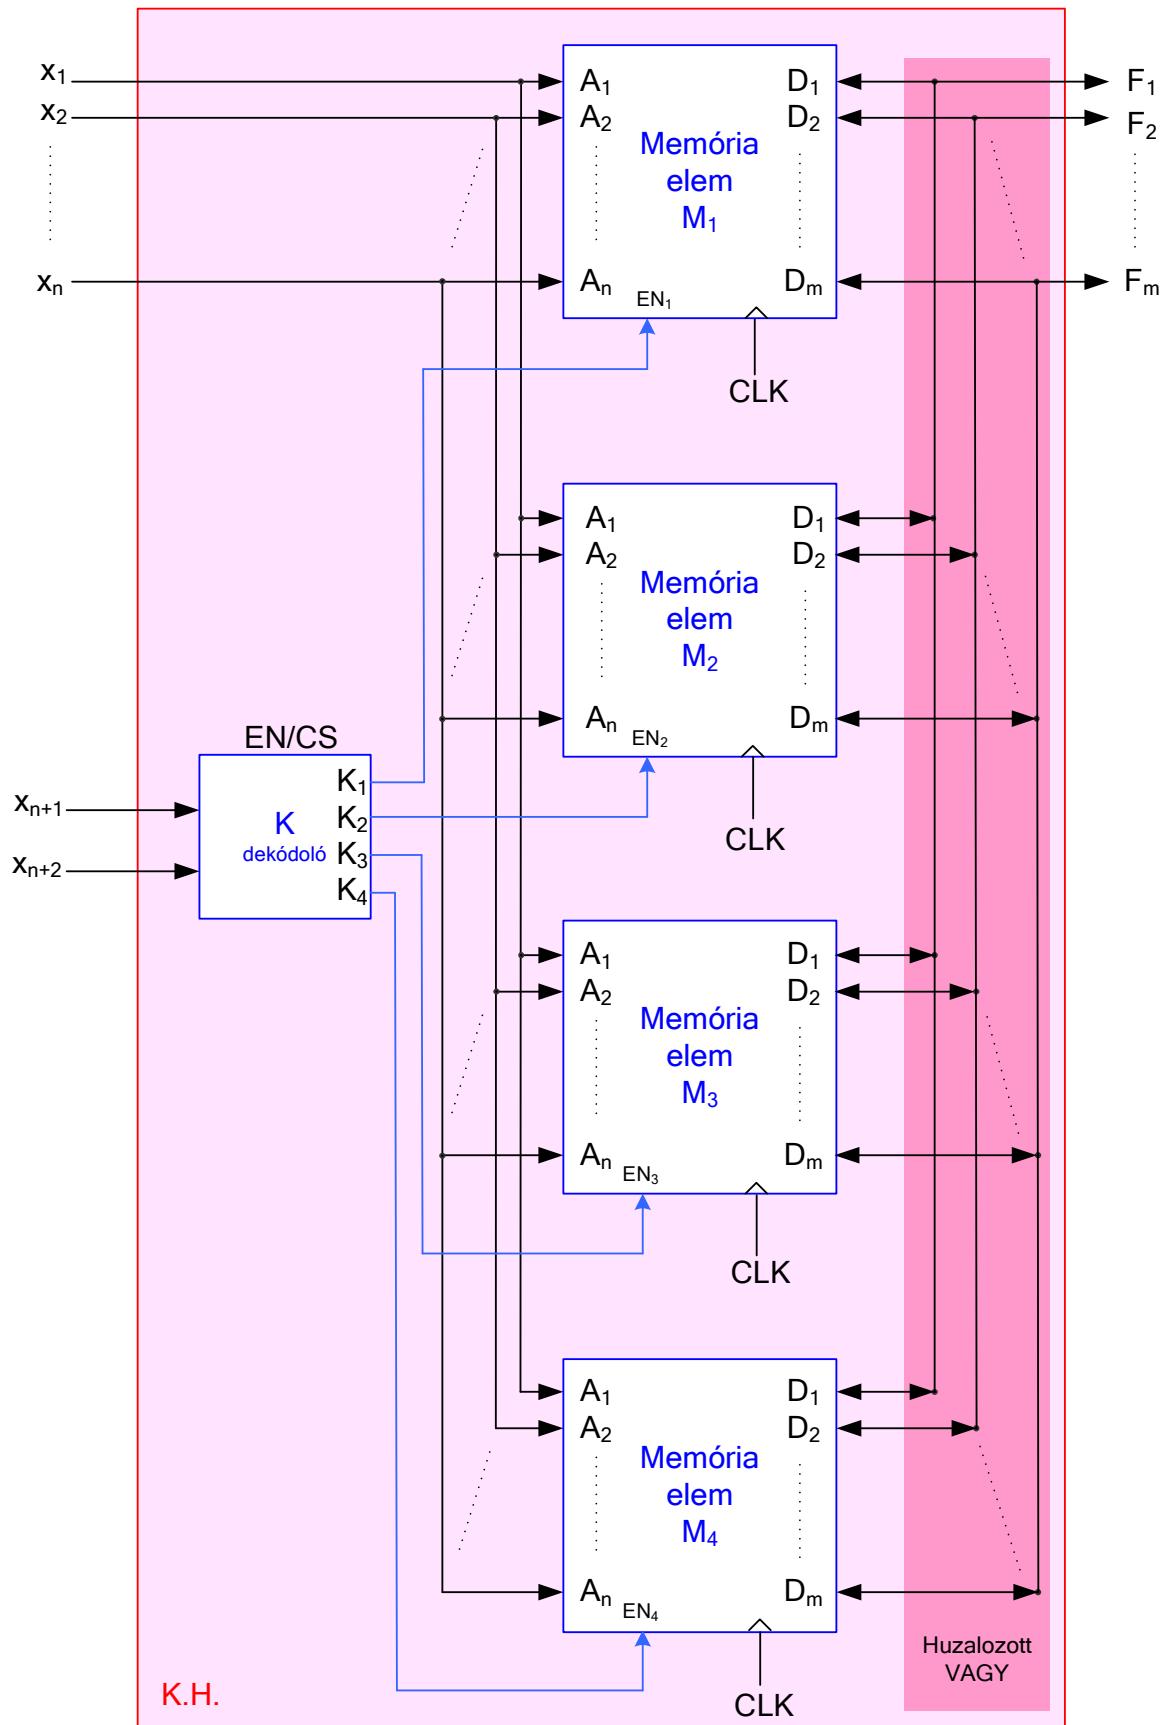 x1
x2
xn
A1
A2
An
D1
D2
Dm
Memória
elem
M1
EN1
CLK
F1
F2
Fm
A1
A2
An
D1
D2
Dm
Memória
elem
M2
EN2
CLK
EN/CS
xn+1
xn+2
K
dekódoló
K1
K2
K3
K4
A1
A2
An
D1
D2
Dm
Memória
elem
M3
EN3
CLK
A1
A2
An
D1
D2
Dm
Memória
elem
M4
EN4
CLK
Huzalozott
VAGY
K.H.